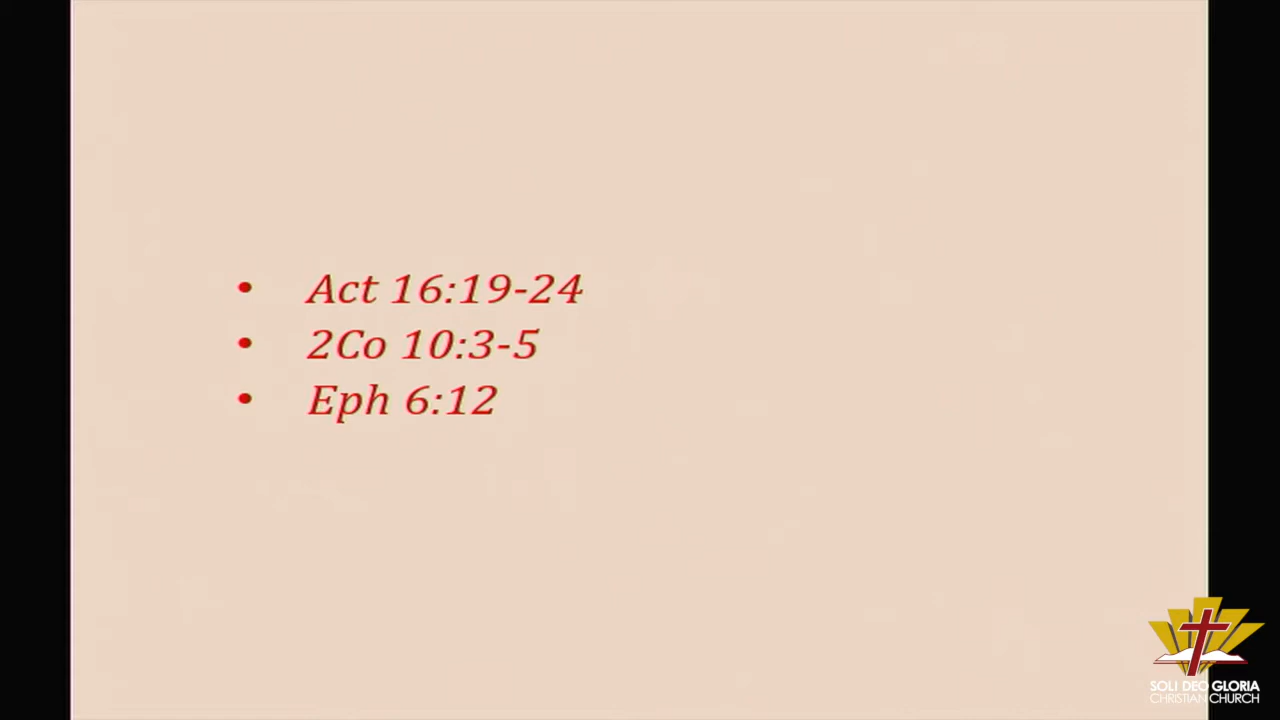 • Act 16:19-24
• 2Co 10:3-5
• Eph 6:12
SOLI DEO GLORIA
CHRISTIAN CHURCH